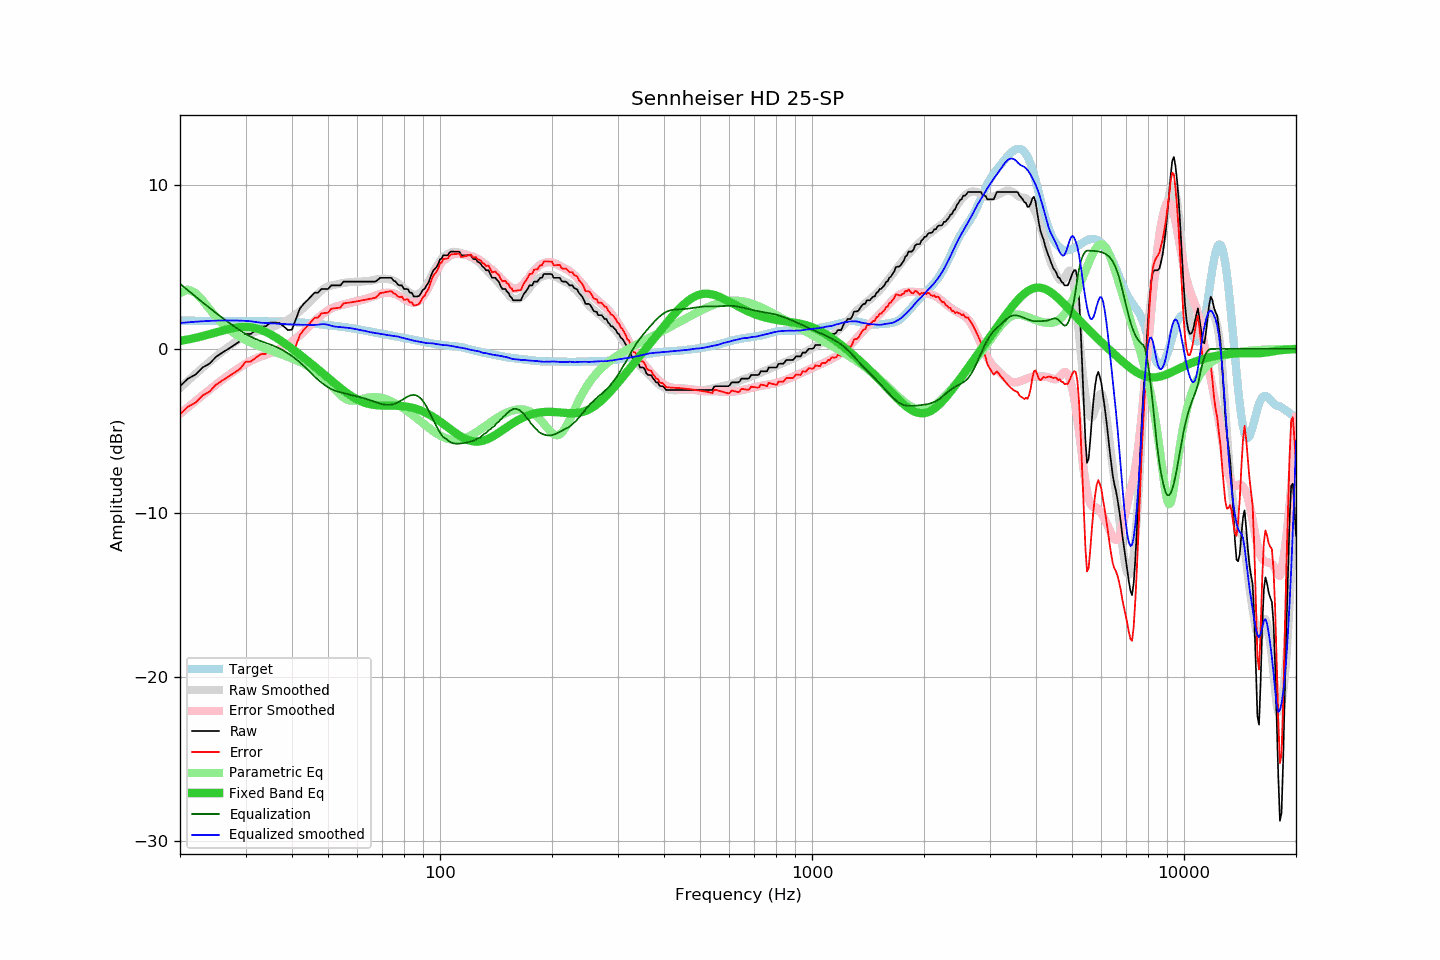 Sennheiser HD 25-SP
10
0
−10
−20
−30
Amplitude (dBr)
Target
Raw Smoothed
Error Smoothed
Raw
Error
Parametric Eq
Fixed Band Eq
Equalization
Equalized smoothed
100
1000
10000
Frequency (Hz)